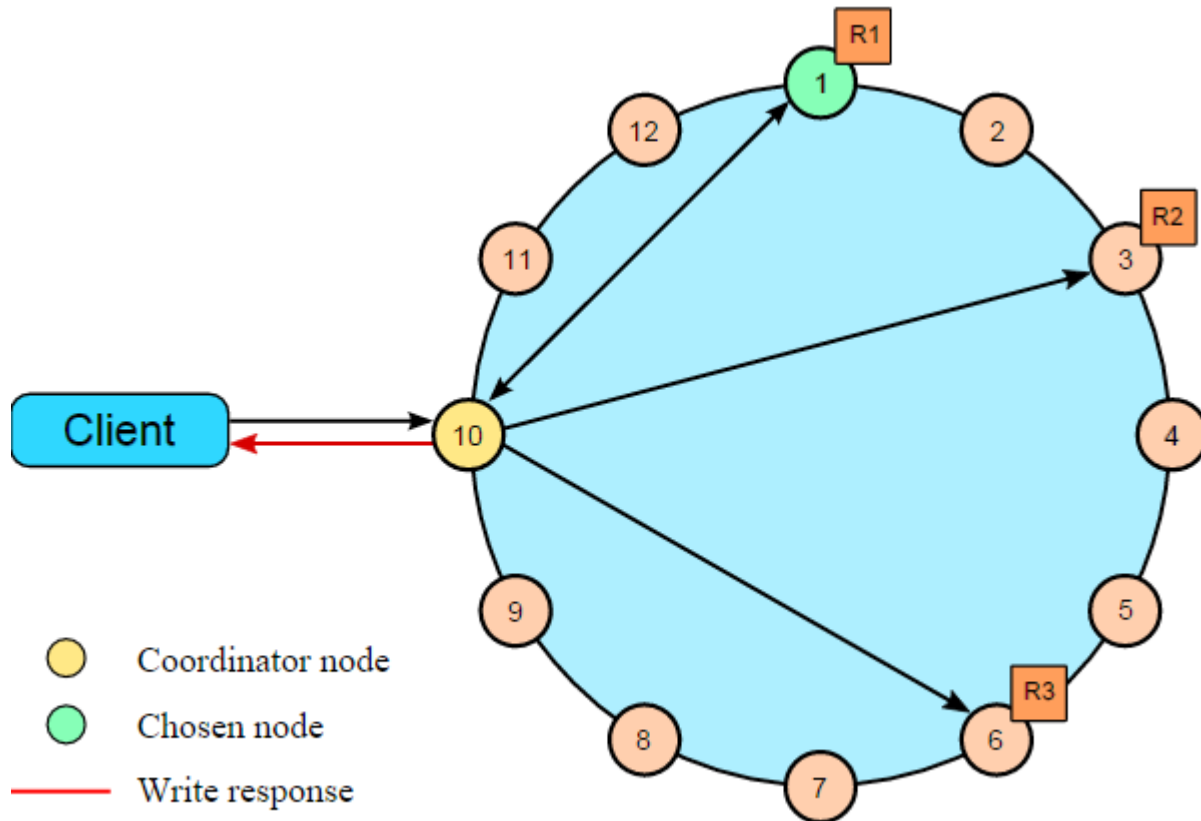 R1
1
12
2
R2
11
3
Client
10
4
9
5
Coordinator node
R3
Chosen node
8
6
7
Write response